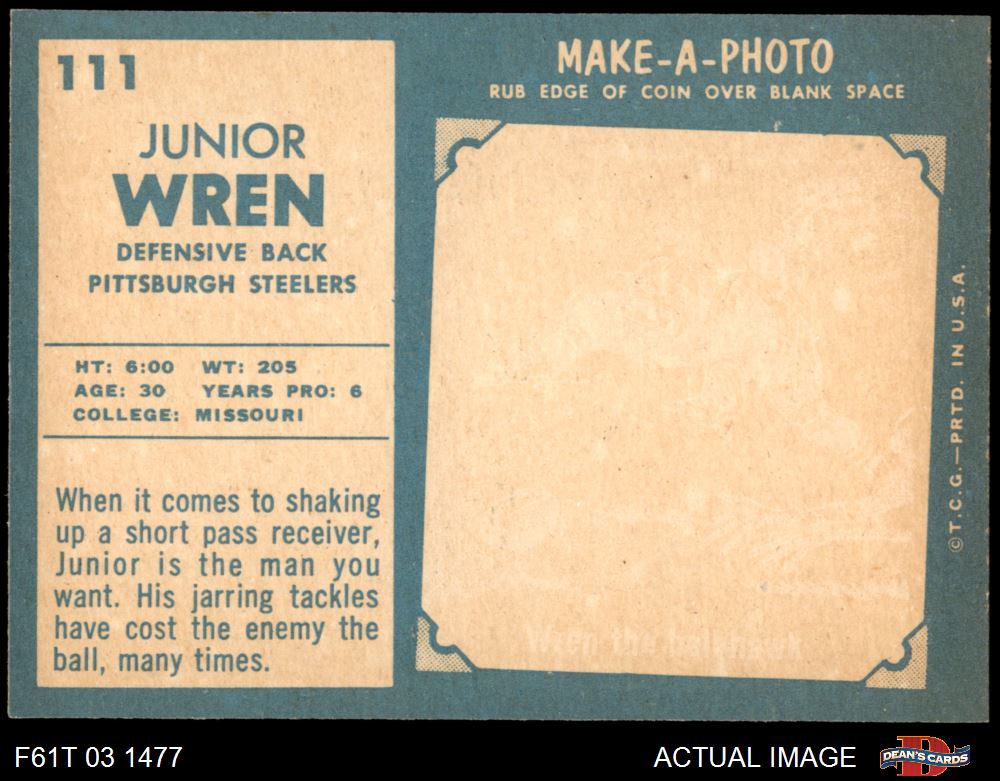 111
JUNIOR
WREN
DEFENSIVE BACK
PITTSBURGH STEELERS
HT: 6:00 WT: 205
AGE: 30 YEARS PRO: 6
COLLEGE: MISSOURI
When it comes to shaking
up a short pass receiver,
Junior is the man you
want. His jarring tackles
have cost the enemy the
ball, many times.
MAKE-A-PHOTO
RUB EDGE OF COIN OVER BLANK SPACE
Wren the ballhawk
©T.C.G.—PRTD. IN U.S.A.
F61T 03 1477
ACTUAL IMAGE
DEAN'S CARDS